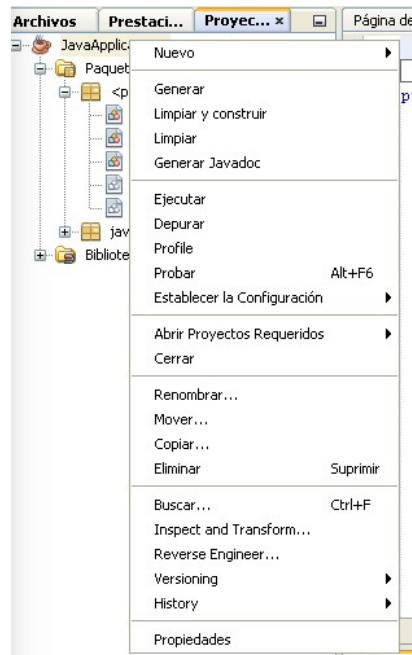 Archivos Prestaci... Proyec... Página de
JavaApplic
Nuevo
Paquet
Generar
<p
Limpiar y construir
Limpiar
Generar Javadoc
Ejecutar
jav
Depurar
Bibliote
Profile
Probar Alt+F6
Establecer la Configuración
Abrir Proyectos Requeridos
Cerrar
Renombrar...
Mover...
Copiar...
Eliminar Suprimir
Buscar... Ctrl+F
Inspect and Transform...
Reverse Engineer...
Versioning
History
Propiedades